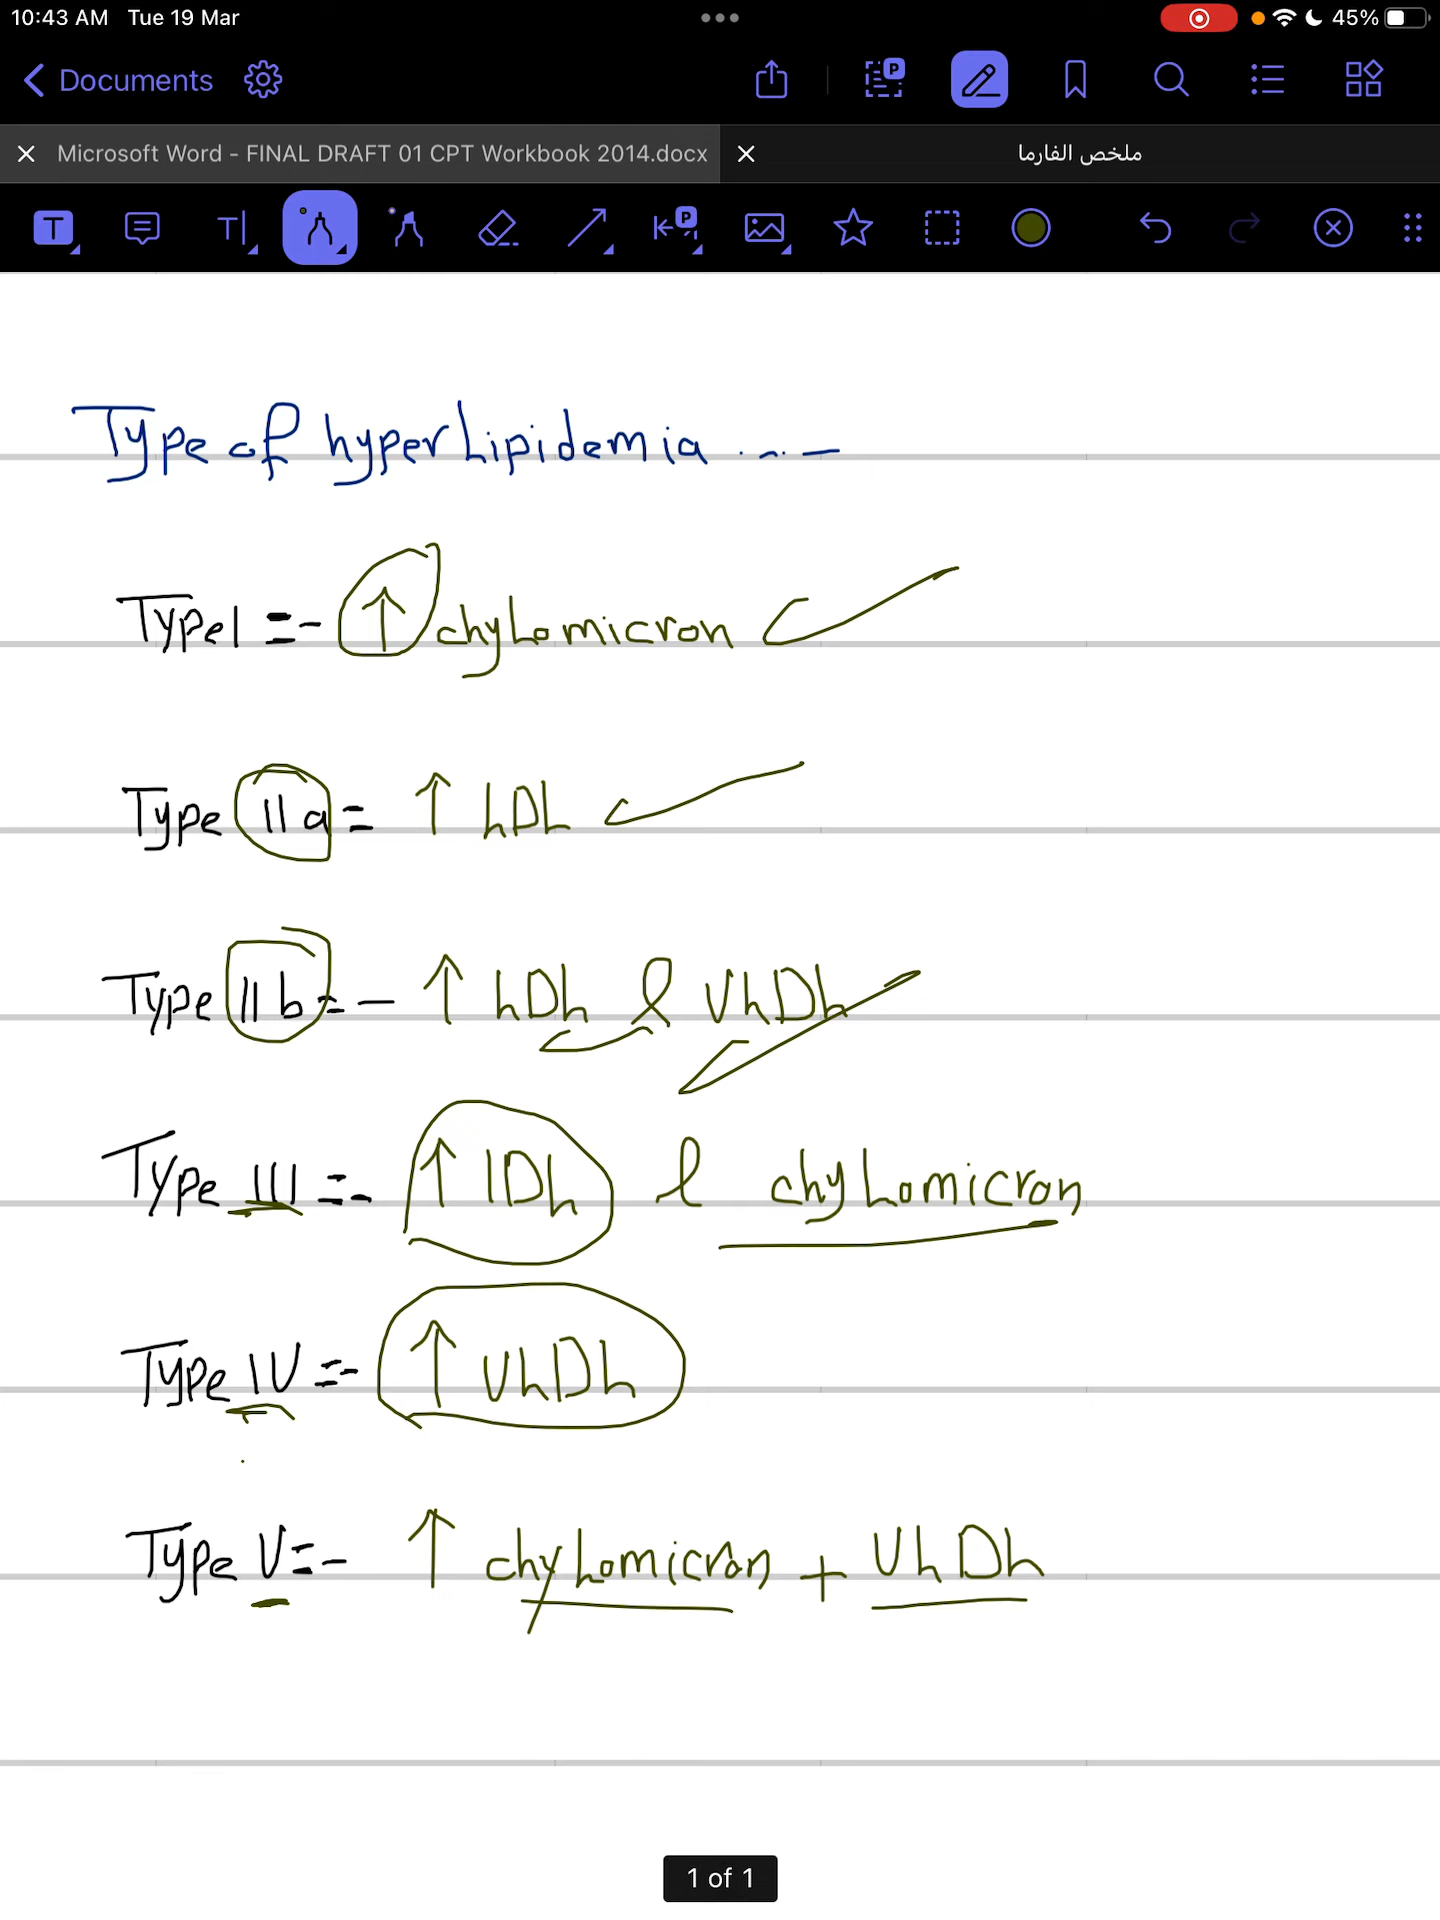 10:43 AM Tue 19 Mar 45%
Documents
Microsoft Word - FINAL DRAFT 01 CPT Workbook 2014.docx
ملخص الفارما
Type of hyperLipidemia ....-
Type I =- ↑ chyLomicron
Type II a = ↑ LDL
Type II b =- ↑ LDL & VLDL
Type III =- ↑ IDL & chyLomicron
Type IV =- ↑ VLDL
Type V =- ↑ chyLomicron + VLDL
1 of 1